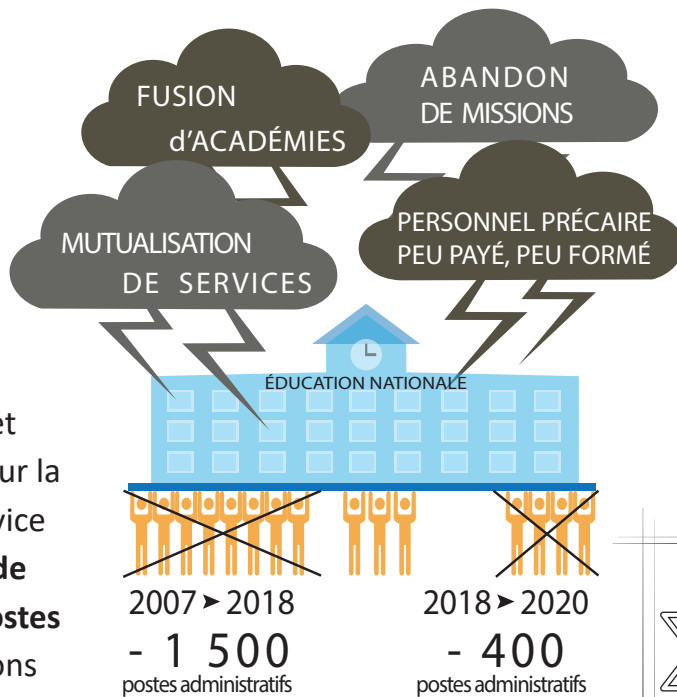 FUSION
d'ACADÉMIES
ABANDON
DE MISSIONS
MUTUALISATION
DE SERVICES
PERSONNEL PRÉCAIRE
PEU PAYÉ, PEU FORMÉ
ÉDUCATION NATIONALE
et
ur la
vice
de
ostes
ons
2007 ➤ 2018
- 1 500
postes administratifs
2018 ➤ 2020
- 400
postes administratifs